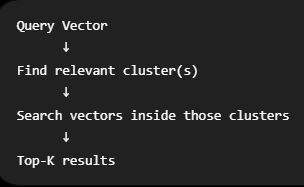 Query Vector
↓
Find relevant cluster(s)
↓
Search vectors inside those clusters
↓
Top-K results